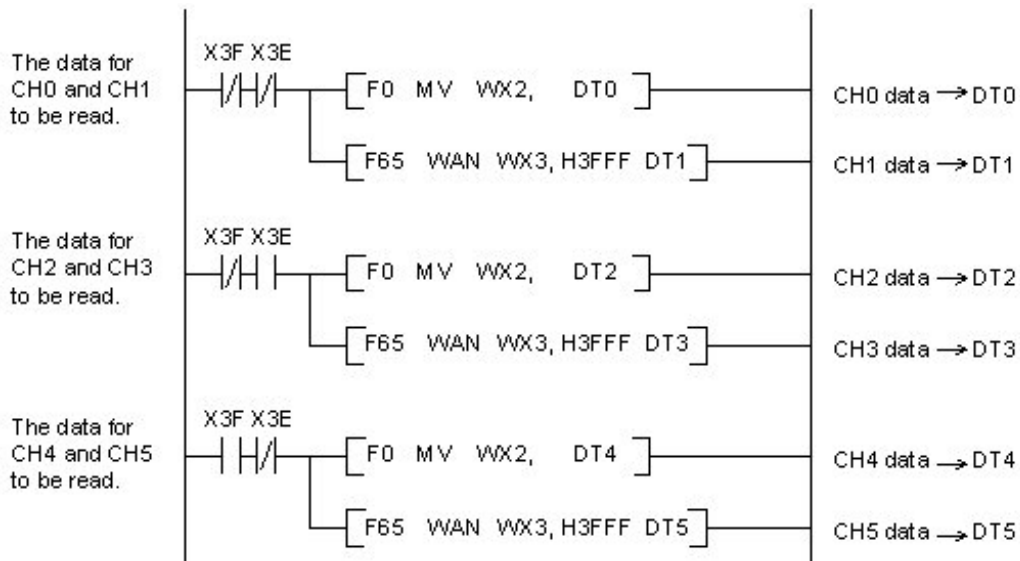 The data for
CH0 and CH1
to be read.
X3F X3E
F0 MV WX2, DT0
CH0 data → DT0
F65 WAN WX3, H3FFF DT1
CH1 data → DT1
The data for
CH2 and CH3
to be read.
X3F X3E
F0 MV WX2, DT2
CH2 data → DT2
F65 WAN WX3, H3FFF DT3
CH3 data → DT3
The data for
CH4 and CH5
to be read.
X3F X3E
F0 MV WX2, DT4
CH4 data → DT4
F65 WAN WX3, H3FFF DT5
CH5 data → DT5